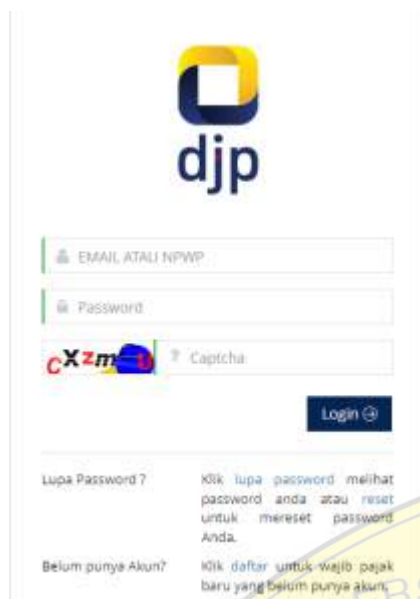 djp
EMAIL ATAU NPWP
Password
Captcha
Login
Lupa Password ?
Klik lupa password melihat
password anda atau reset
untuk mereset password
Anda.
Belum punya Akun?
Klik daftar untuk wajib pajak
baru yang belum punya akun.